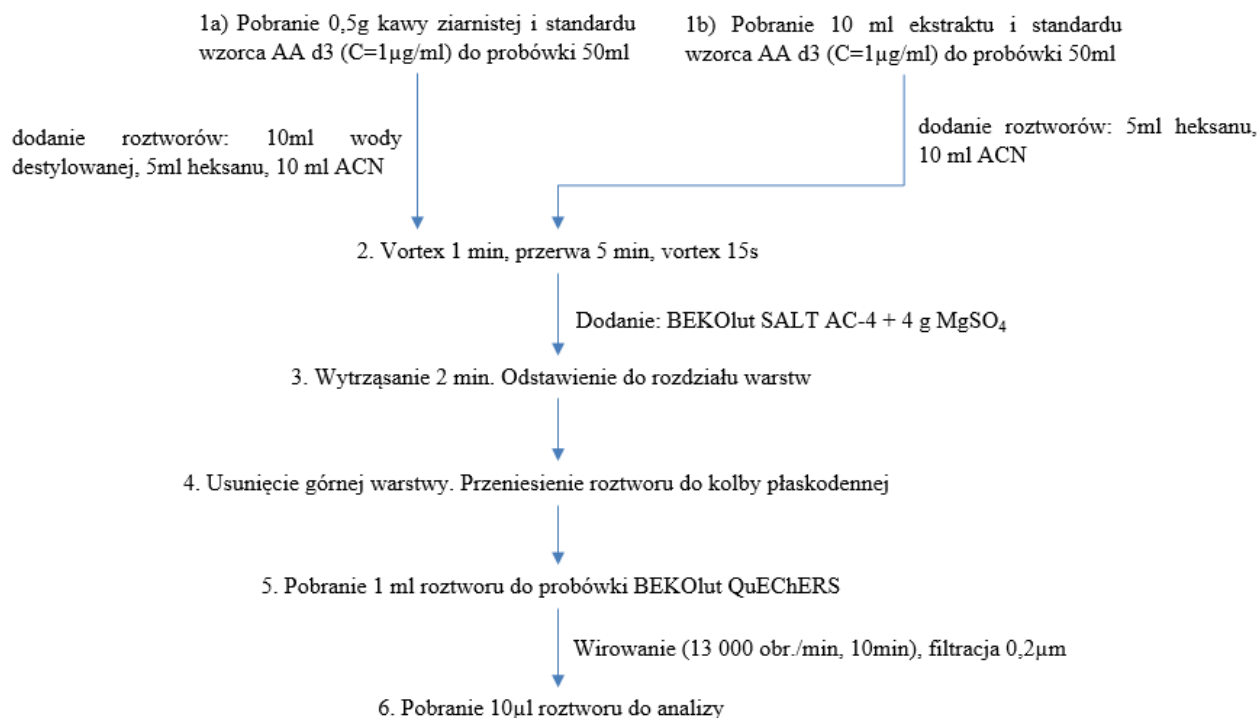 1a) Pobranie 0,5g kawy ziarnistej i standardu
wzorca AA d3 (C=1µg/ml) do probówki 50ml
1b) Pobranie 10 ml ekstraktu i standardu
wzorca AA d3 (C=1µg/ml) do probówki 50ml
dodanie roztworów: 10ml wody
destylowanej, 5ml heksanu, 10 ml ACN
dodanie roztworów: 5ml heksanu,
10 ml ACN
2. Vortex 1 min, przerwa 5 min, vortex 15s
Dodanie: BEKOlut SALT AC-4 + 4 g MgSO₄
3. Wytrząsanie 2 min. Odstawienie do rozdziału warstw
4. Usunięcie górnej warstwy. Przeniesienie roztworu do kolby płaskodennej
5. Pobranie 1 ml roztworu do probówki BEKOlut QuEChERS
Wirowanie (13 000 obr./min, 10min), filtracja 0,2µm
6. Pobranie 10µl roztworu do analizy